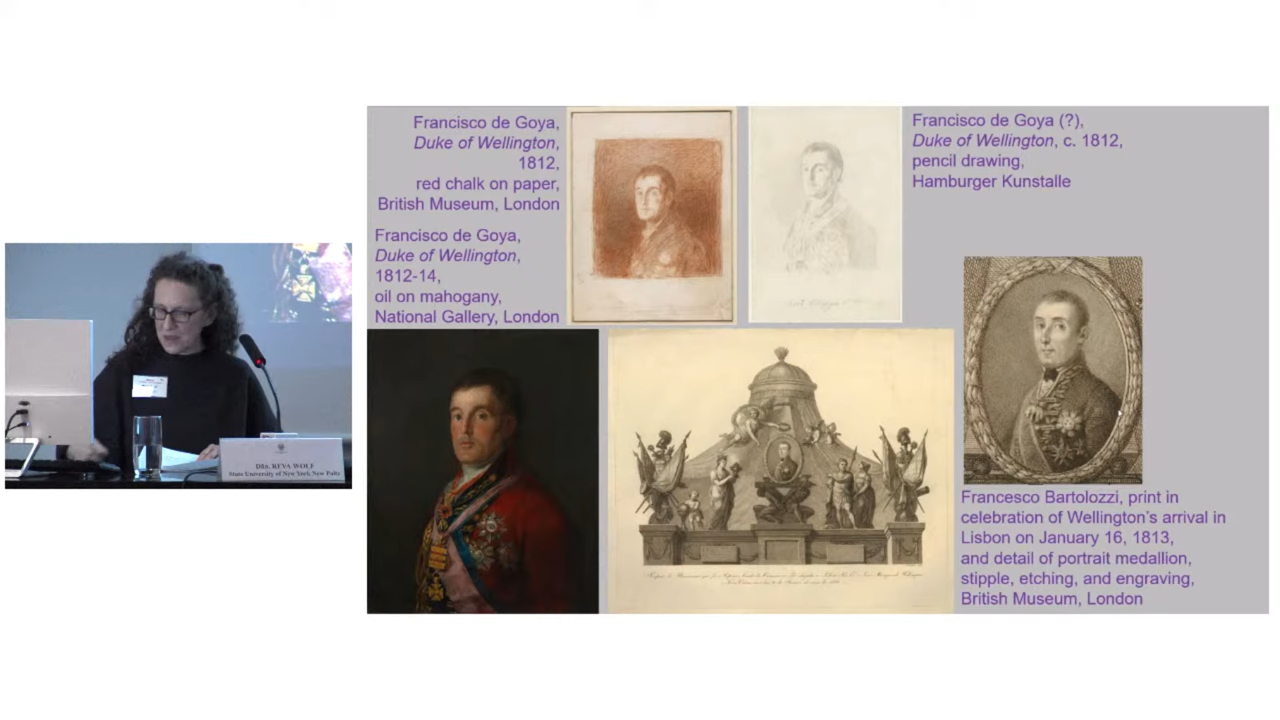 Francisco de Goya,
Duke of Wellington,
1812,
red chalk on paper,
British Museum, London
Francisco de Goya,
Duke of Wellington,
1812-14,
oil on mahogany,
National Gallery, London
Francisco de Goya (?),
Duke of Wellington, c. 1812,
pencil drawing,
Hamburger Kunstalle
Francesco Bartolozzi, print in
celebration of Wellington's arrival in
Lisbon on January 16, 1813,
and detail of portrait medallion,
stipple, etching, and engraving,
British Museum, London
DRA. REVA WOLF
State University of New York New Paltz